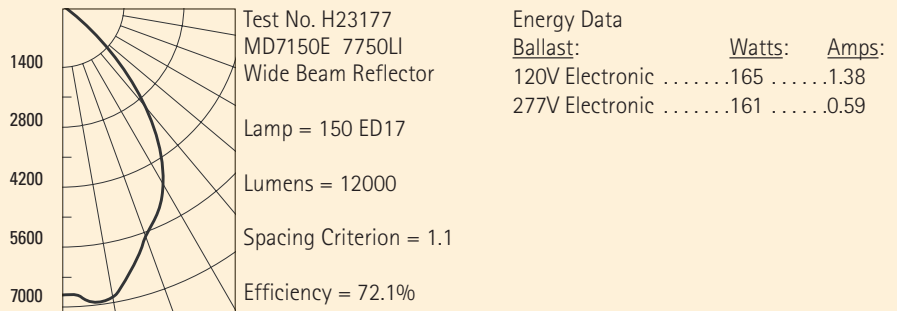 1400
2800
4200
5600
7000
Test No. H23177
MD7150E 7750LI
Wide Beam Reflector
Lamp = 150 ED17
Lumens = 12000
Spacing Criterion = 1.1
Efficiency = 72.1%
Energy Data
Ballast: Watts: Amps:
120V Electronic .......165 ......1.38
277V Electronic .......161 ......0.59